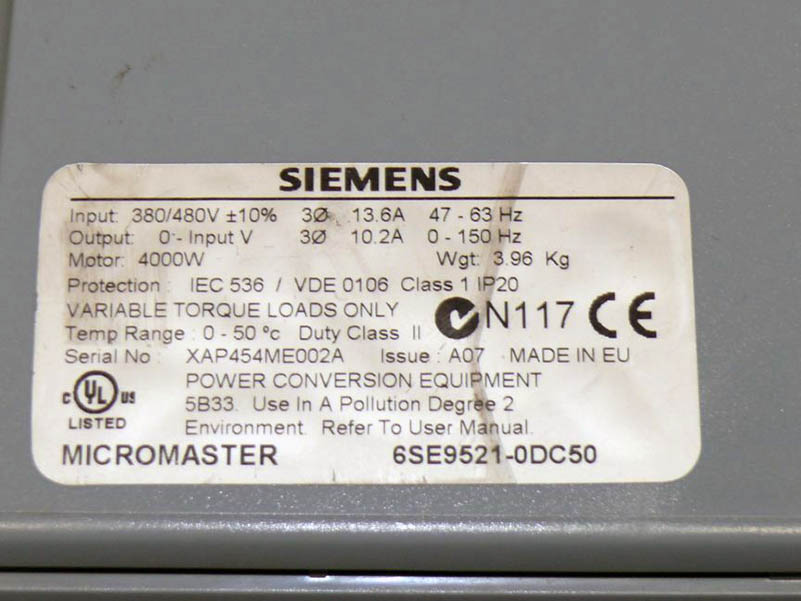 SIEMENS
Input: 380/480V ±10% 3Ø 13.6A 47 - 63 Hz
Output: 0 - Input V 3Ø 10.2A 0 - 150 Hz
Motor: 4000W Wgt: 3.96 Kg
Protection : IEC 536 / VDE 0106 Class 1 IP20
VARIABLE TORQUE LOADS ONLY N117 CE
Temp Range : 0 - 50 °c Duty Class II
Serial No : XAP454ME002A Issue : A07 MADE IN EU
C UL US LISTED
POWER CONVERSION EQUIPMENT
5B33. Use In A Pollution Degree 2
Environment. Refer To User Manual.
MICROMASTER 6SE9521-0DC50